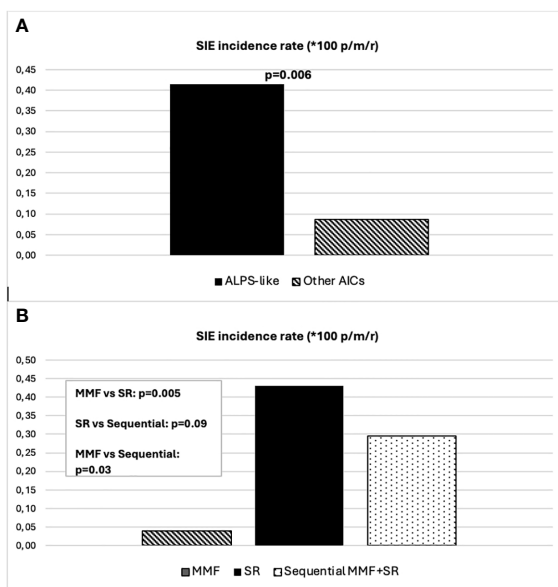 A
SIE incidence rate (*100 p/m/r)
p=0.006
0,45
0,40
0,35
0,30
0,25
0,20
0,15
0,10
0,05
0,00
ALPS-like Other AICs
B
SIE incidence rate (*100 p/m/r)
0,50
0,45
0,40
0,35
0,30
0,25
0,20
0,15
0,10
0,05
0,00
MMF vs SR: p=0.005
SR vs Sequential: p=0.09
MMF vs Sequential:
p=0.03
MMF SR Sequential MMF+SR